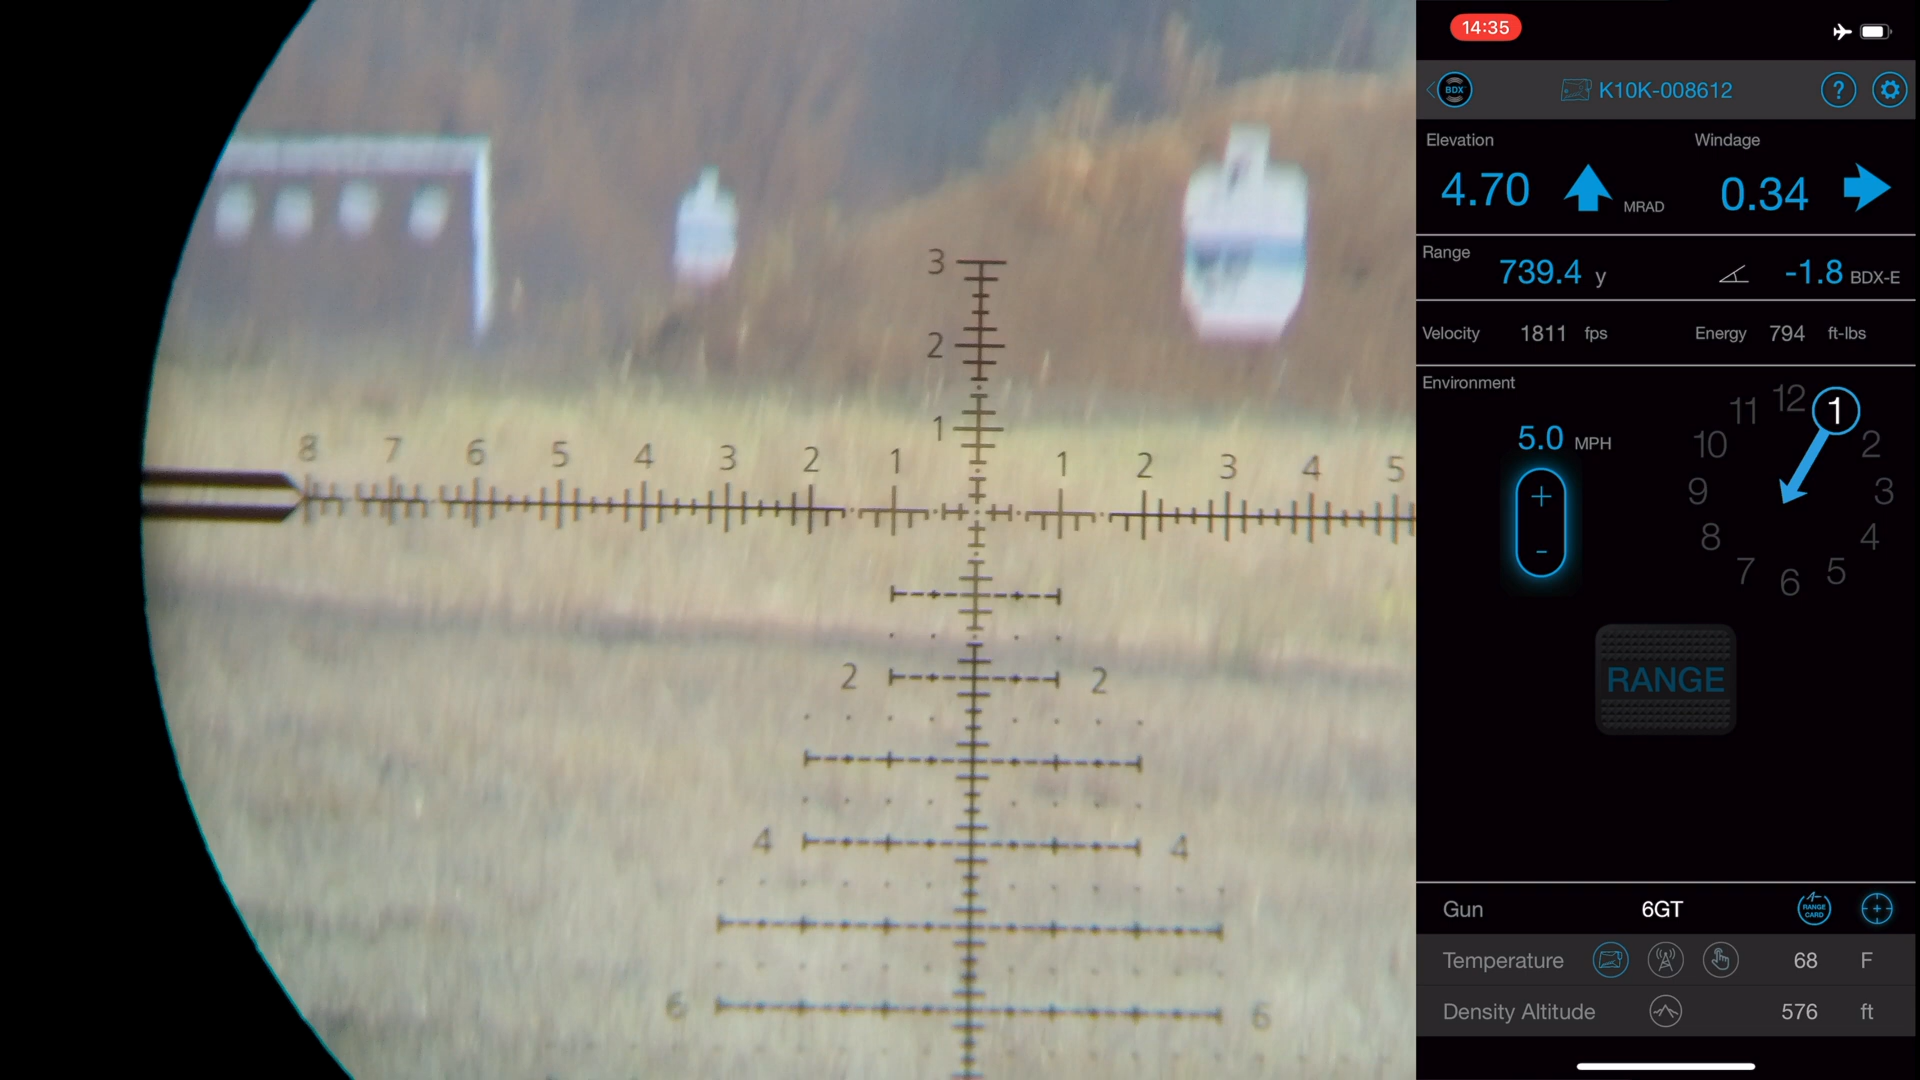 3
2
1
8 7 6 5 4 3 2 1 1 2 3 4 5
2 2
4 4
6 6
14:35
BDX K10K-008612 ?
Elevation Windage
4.70 MRAD 0.34
Range 739.4 y -1.8 BDX-E
Velocity 1811 fps Energy 794 ft-lbs
Environment
5.0 MPH
+
-
12
1
2
3
4
5
6
7
8
9
10
11
RANGE
Gun 6GT RANGE CARD
Temperature 68 F
Density Altitude 576 ft